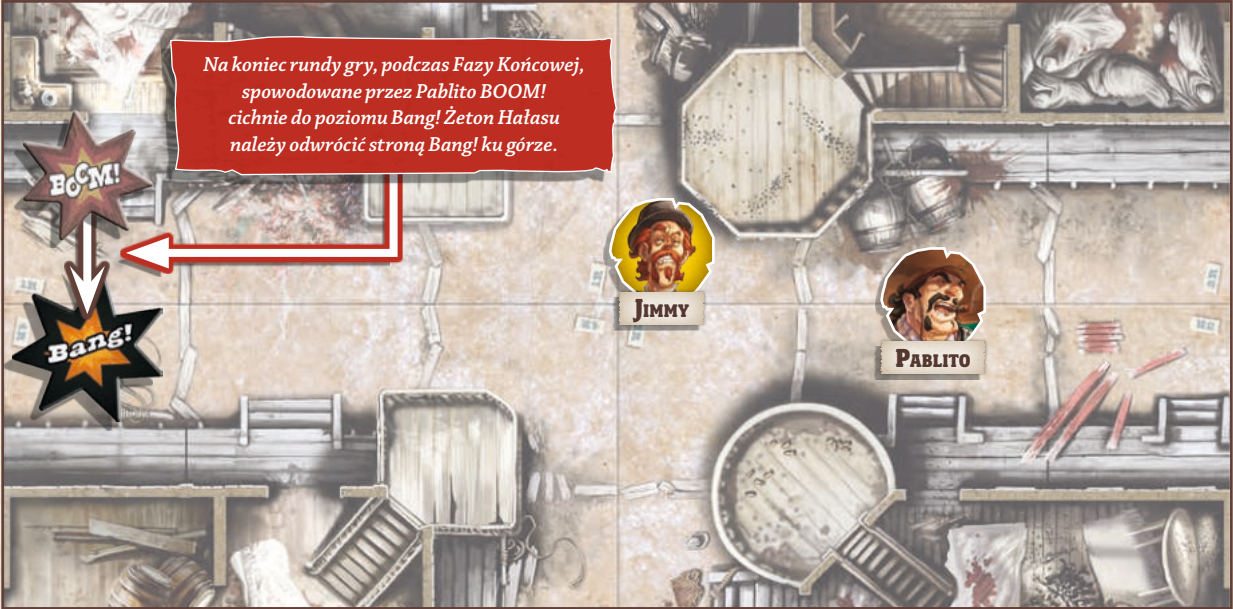 Na koniec rundy gry, podczas Fazy Końcowej,
spowodowane przez Pablito BOOM!
cichnie do poziomu Bang! Żeton Hałasu
należy odwrócić stroną Bang! ku górze.
BOOM!
Bang!
JIMMY
PABLITO